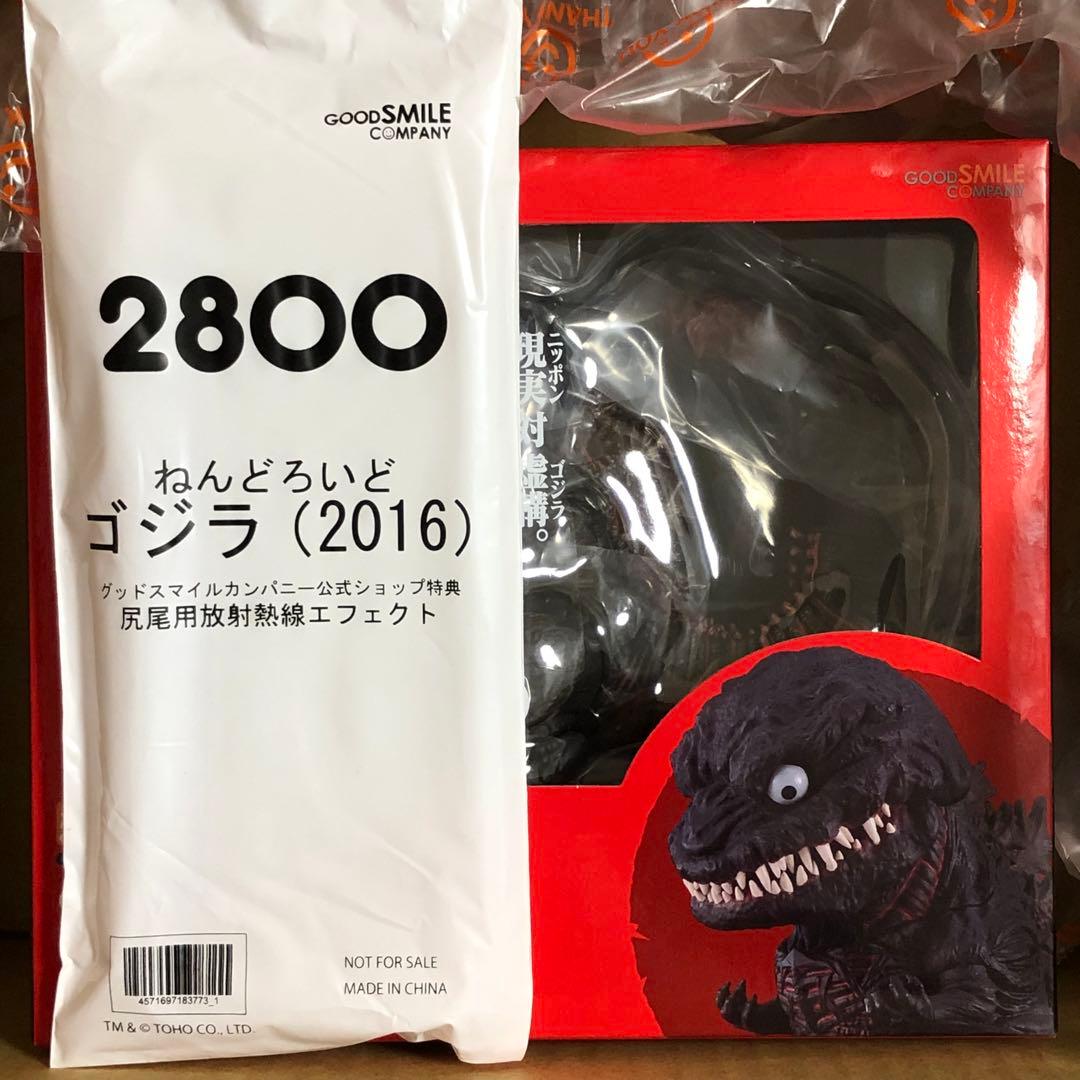 GOODSMILE
COMPANY
2800
ねんどろいど
ゴジラ(2016)
グッドスマイルカンパニー公式ショップ特典
尻尾用放射熱線エフェクト
4571697183773_1
NOT FOR SALE
MADE IN CHINA
TM & © TOHO CO., LTD.
GOODSMILE
COMPANY
ニッポン
ゴジラ
現実対虚構。
THANK